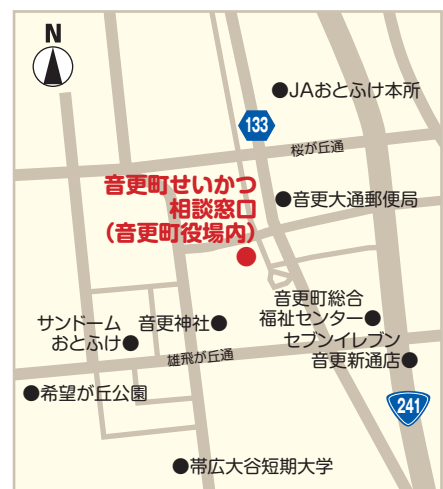 N
●JAおとふけ本所
133
桜が丘通
音更町せいかつ
相談窓口
（音更町役場内）
●音更大通郵便局
音更町総合
福祉センター●
サンドーム
おとふけ●
音更神社●
セブンイレブン
音更新通店●
雄飛が丘通
●希望が丘公園
241
●帯広大谷短期大学